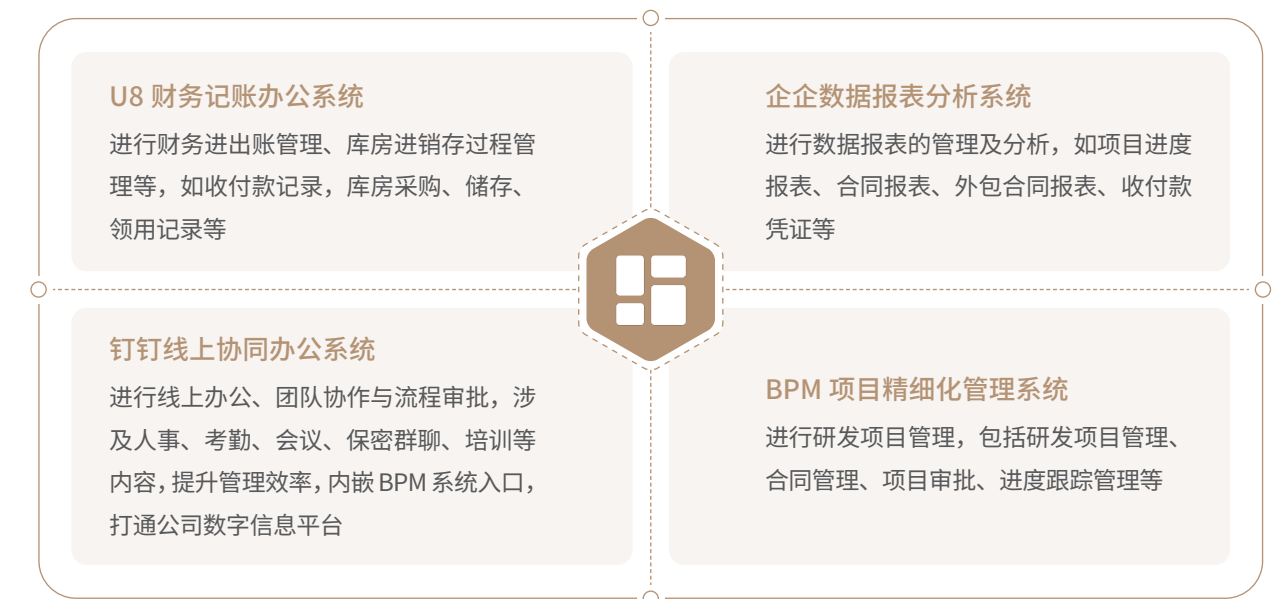 U8 财务记账办公系统
进行财务进出账管理、库房进销存过程管
理等，如收付款记录，库房采购、储存、
领用记录等
企企数据报表分析系统
进行数据报表的管理及分析，如项目进度
报表、合同报表、外包合同报表、收付款
凭证等
钉钉线上协同办公系统
进行线上办公、团队协作与流程审批，涉
及人事、考勤、会议、保密群聊、培训等
内容，提升管理效率，内嵌 BPM 系统入口，
打通公司数字信息平台
BPM 项目精细化管理系统
进行研发项目管理，包括研发项目管理、
合同管理、项目审批、进度跟踪管理等